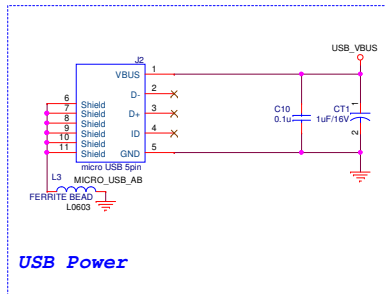 J2
USB_VBUS
VBUS 1
D- 2
D+ 3
ID 4
GND 5
6 Shield
7 Shield
8 Shield
9 Shield
10 Shield
11 Shield
C10
0.1u
CT1
1uF/16V
1
2
micro USB 5pin
MICRO_USB_AB
L3
FERRITE BEAD
L0603
USB Power